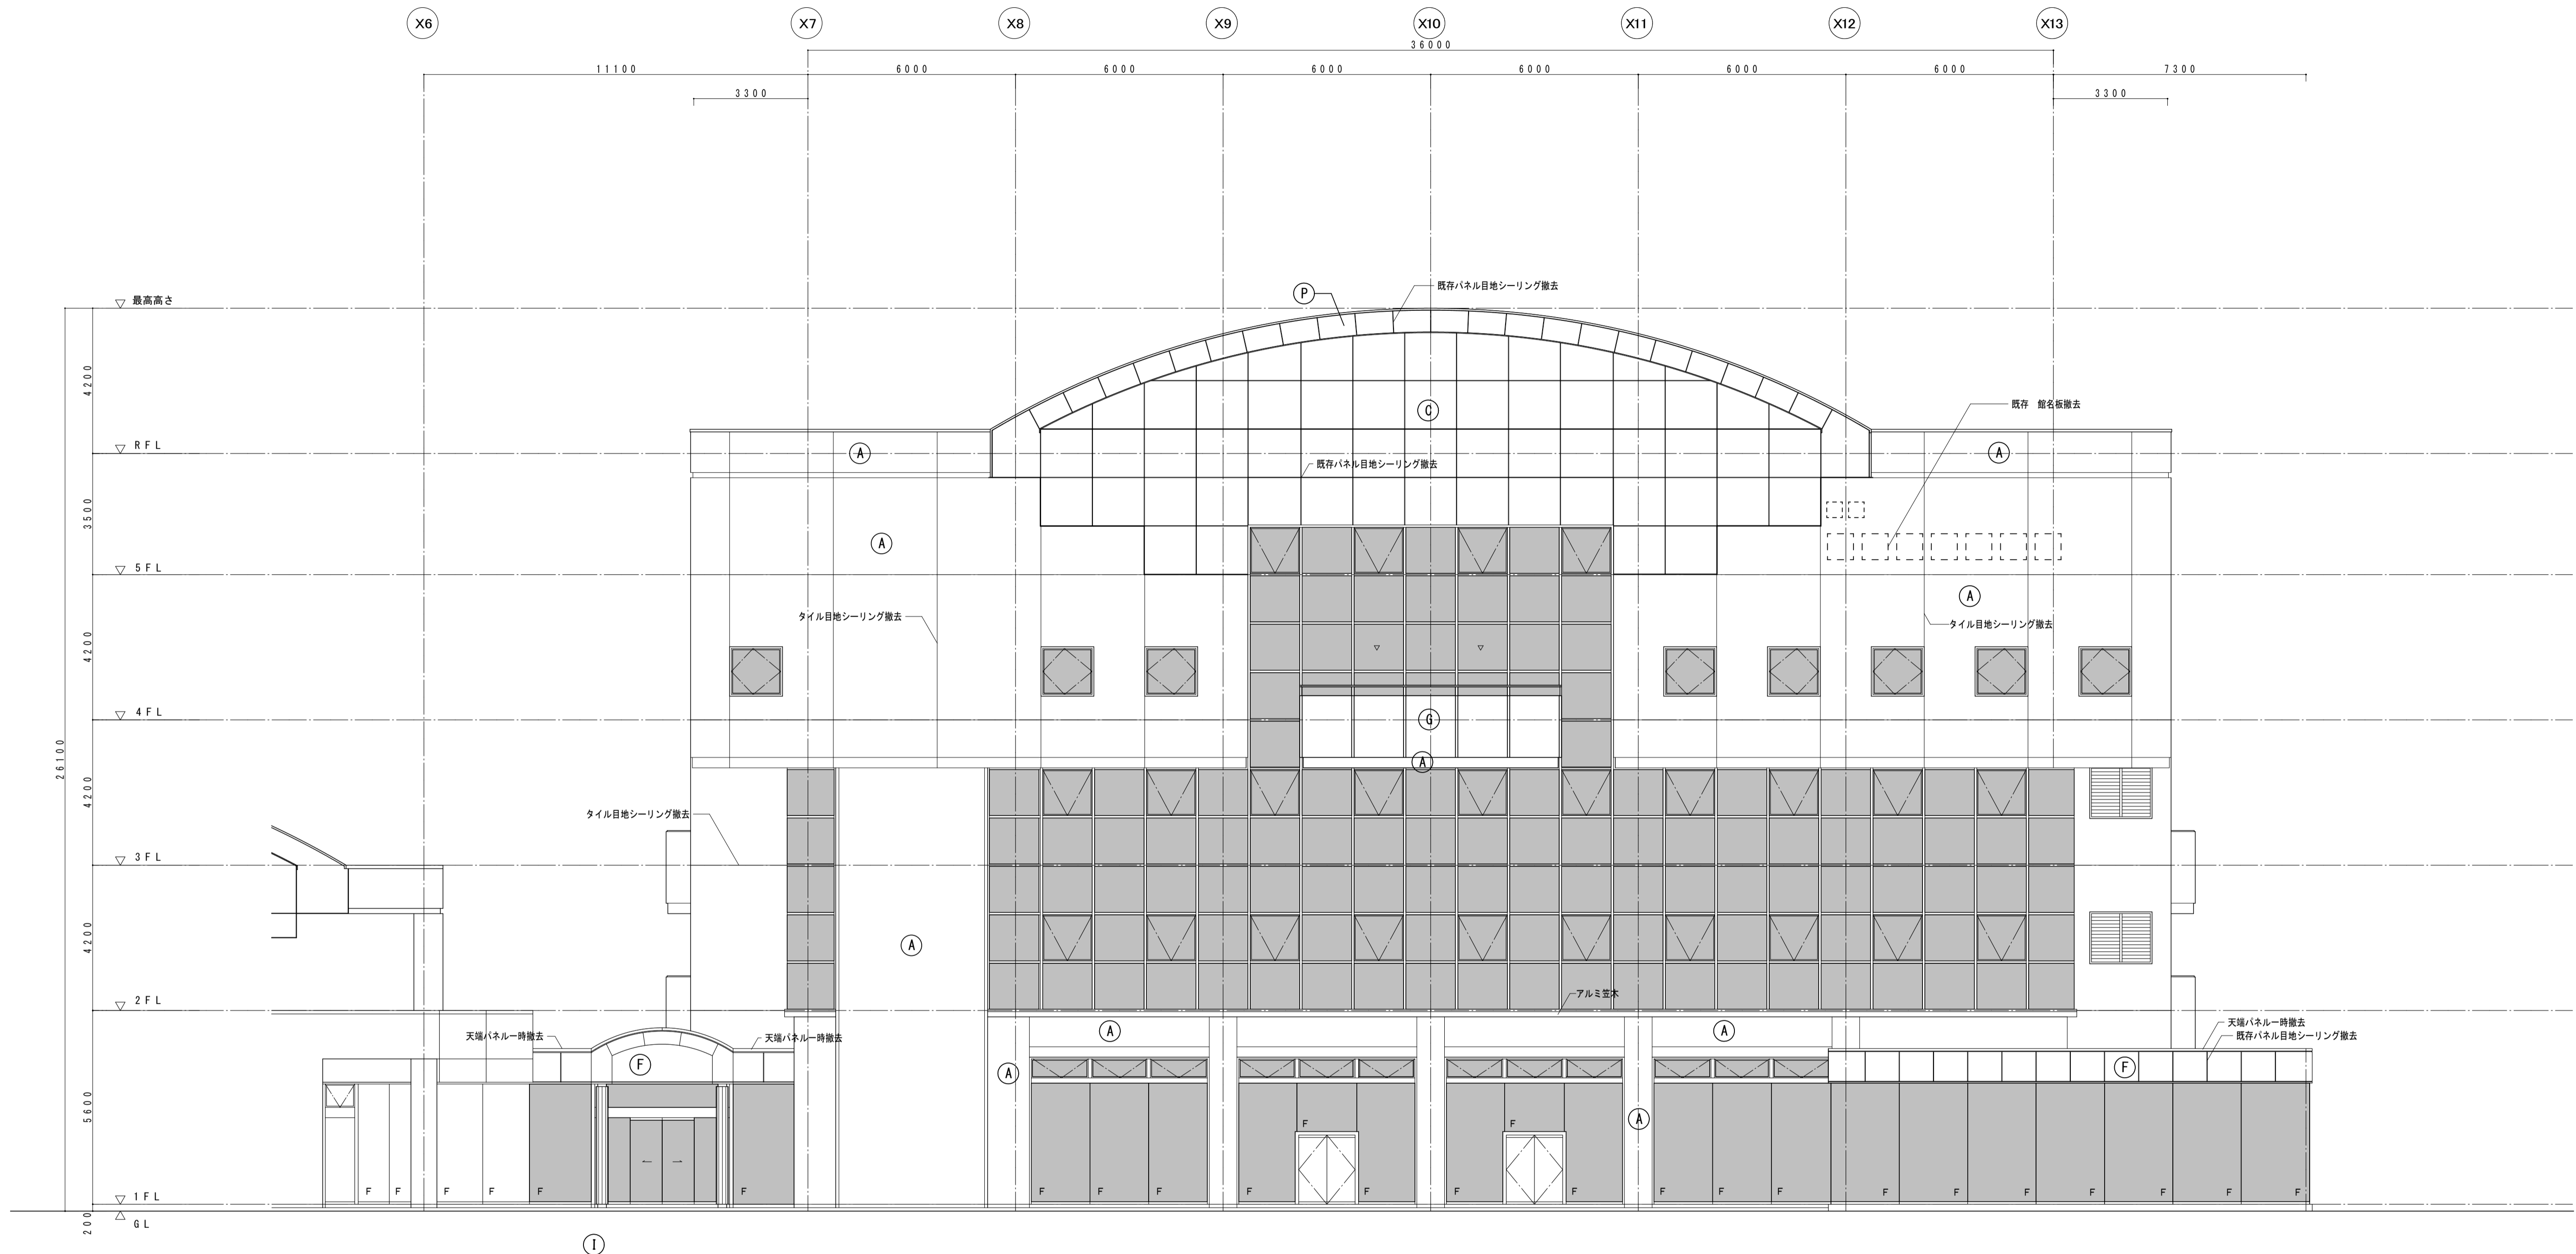 X6 X7 X8 X9 X10 X11 X12 X13
36000
11100 6000 6000 6000 6000 6000 6000 7300
3300 3300
P
既存パネル目地シーリング撤去
▽ 最高高さ
4200
C
既存 館名板撤去
▽ RFL
A
A
既存パネル目地シーリング撤去
3500
A
▽ 5FL
A
タイル目地シーリング撤去
タイル目地シーリング撤去
4200
▽ ▽
▽ 4FL
G
26100
A
4200
タイル目地シーリング撤去
▽ 3FL
4200
A
アルミ笠木
▽ 2FL
天端パネル一時撤去
天端パネル一時撤去
A
A
天端パネル一時撤去
既存パネル目地シーリング撤去
F
A
F
5600
A
F F
F F F F F F F F F F F F F F F F F F F F F F F
▽ 1FL
200
▽ GL
I